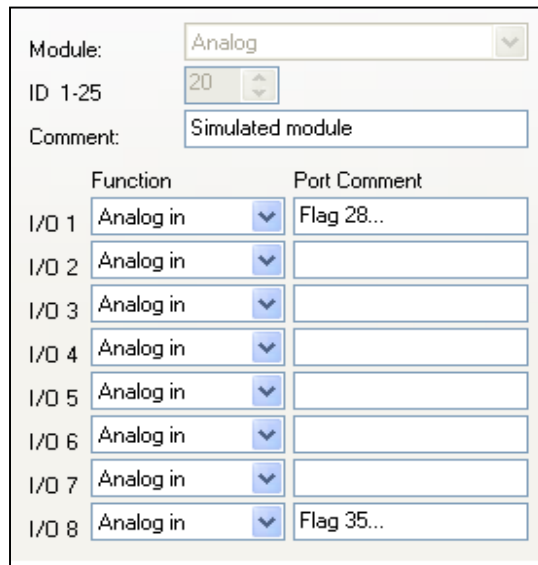 Module: Analog
ID 1-25 20
Comment: Simulated module
Function Port Comment
I/O 1 Analog in Flag 28...
I/O 2 Analog in
I/O 3 Analog in
I/O 4 Analog in
I/O 5 Analog in
I/O 6 Analog in
I/O 7 Analog in
I/O 8 Analog in Flag 35...